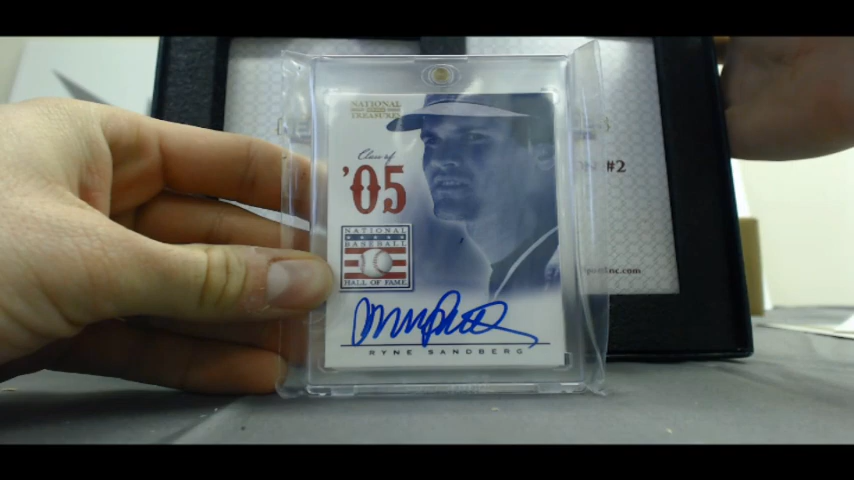 NATIONAL
TREASURES
Class of
'05
NATIONAL
BASEBALL
HALL OF FAME
RYNE SANDBERG
#2